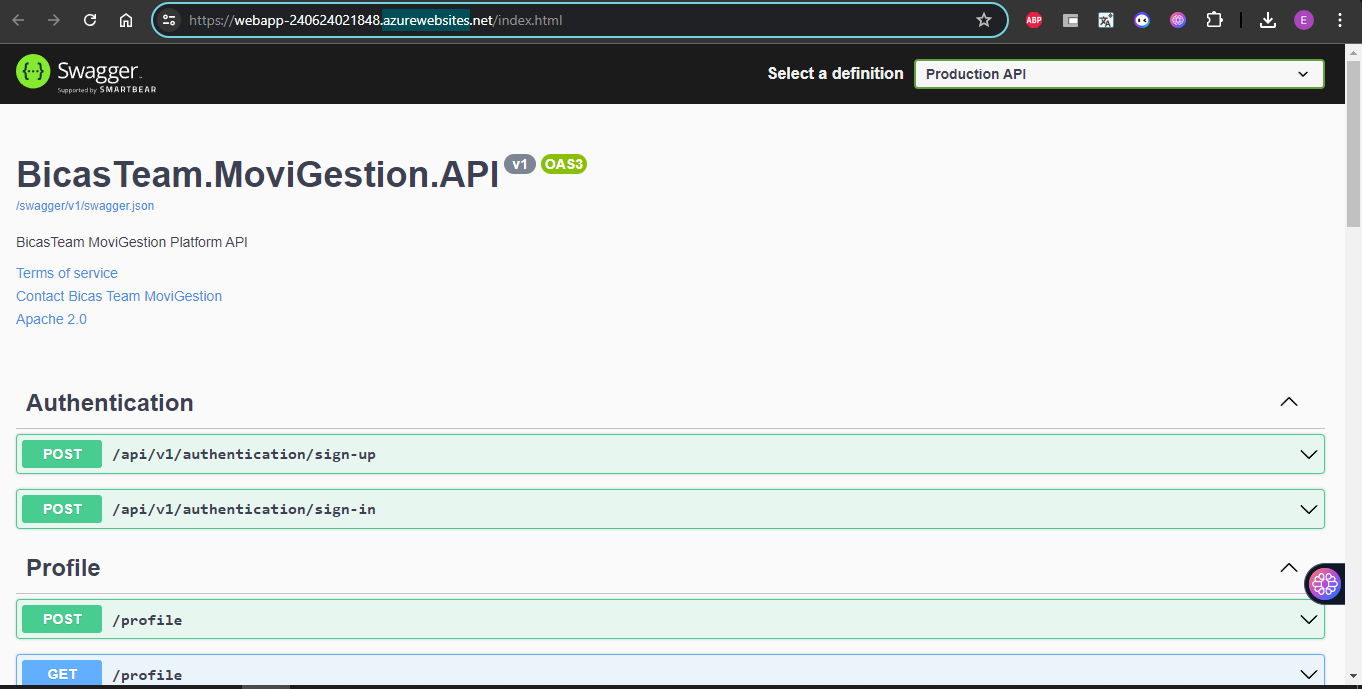 https://webapp-240624021848.azurewebsites.net/index.html
ABP
E
{···} Swagger
Supported by SMARTBEAR
Select a definition
Production API
BicasTeam.MoviGestion.API v1 OAS3
/swagger/v1/swagger.json
BicasTeam MoviGestion Platform API
Terms of service
Contact Bicas Team MoviGestion
Apache 2.0
Authentication
POST /api/v1/authentication/sign-up
POST /api/v1/authentication/sign-in
Profile
POST /profile
GET /profile